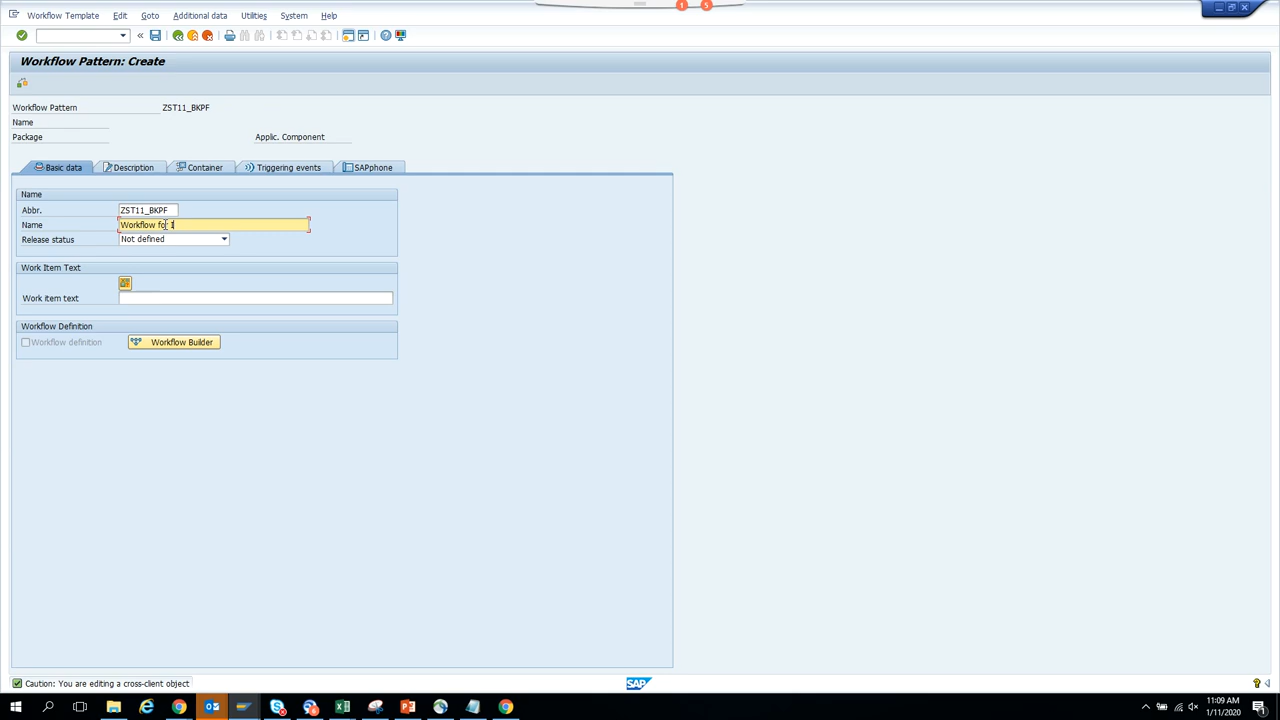 1 5
Workflow Template Edit Goto Additional data Utilities System Help
Workflow Pattern: Create
Workflow Pattern ZST11_BKPF
Name
Package Applic. Component
Basic data Description Container Triggering events SAPphone
Name
Abbr. ZST11_BKPF
Name Workflow for I
Release status Not defined
Work Item Text
Work item text
Workflow Definition
Workflow definition Workflow Builder
Caution: You are editing a cross-client object
SAP
11:09 AM
1/11/2020